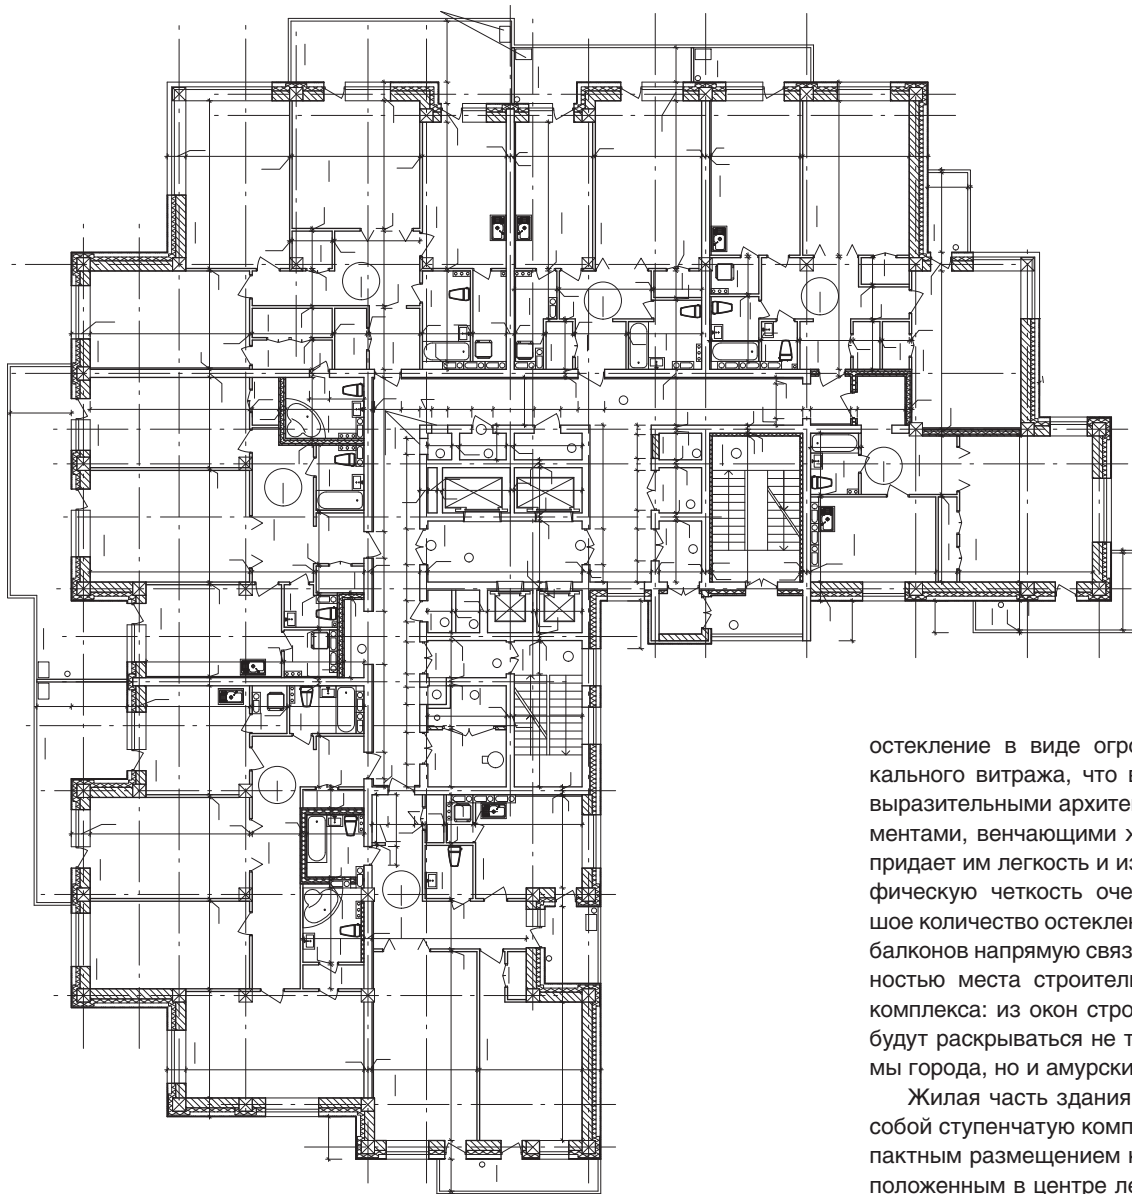 остекление в виде огро
кального витража, что в
выразительными архите
ментами, венчающими ж
придает им легкость и из
фическую четкость оче
шое количество остеклен
балконов напрямую связ
ностью места строитель
комплекса: из окон стро
будут раскрываться не т
мы города, но и амурски
Жилая часть здания
собой ступенчатую комп
пактным размещением к
положенным в центре ле